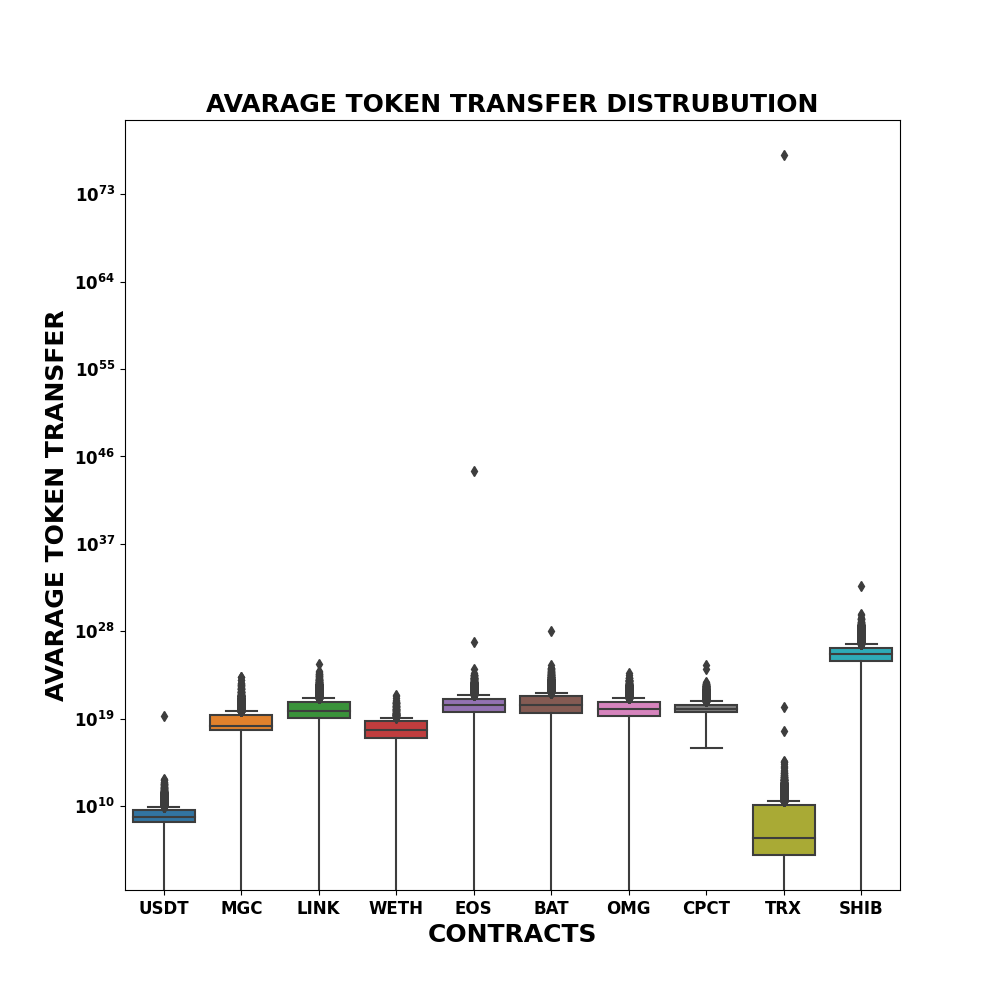 AVARAGE TOKEN TRANSFER DISTRUBUTION
AVARAGE TOKEN TRANSFER
10^73
10^64
10^55
10^46
10^37
10^28
10^19
10^10
USDT MGC LINK WETH EOS BAT OMG CPCT TRX SHIB
CONTRACTS